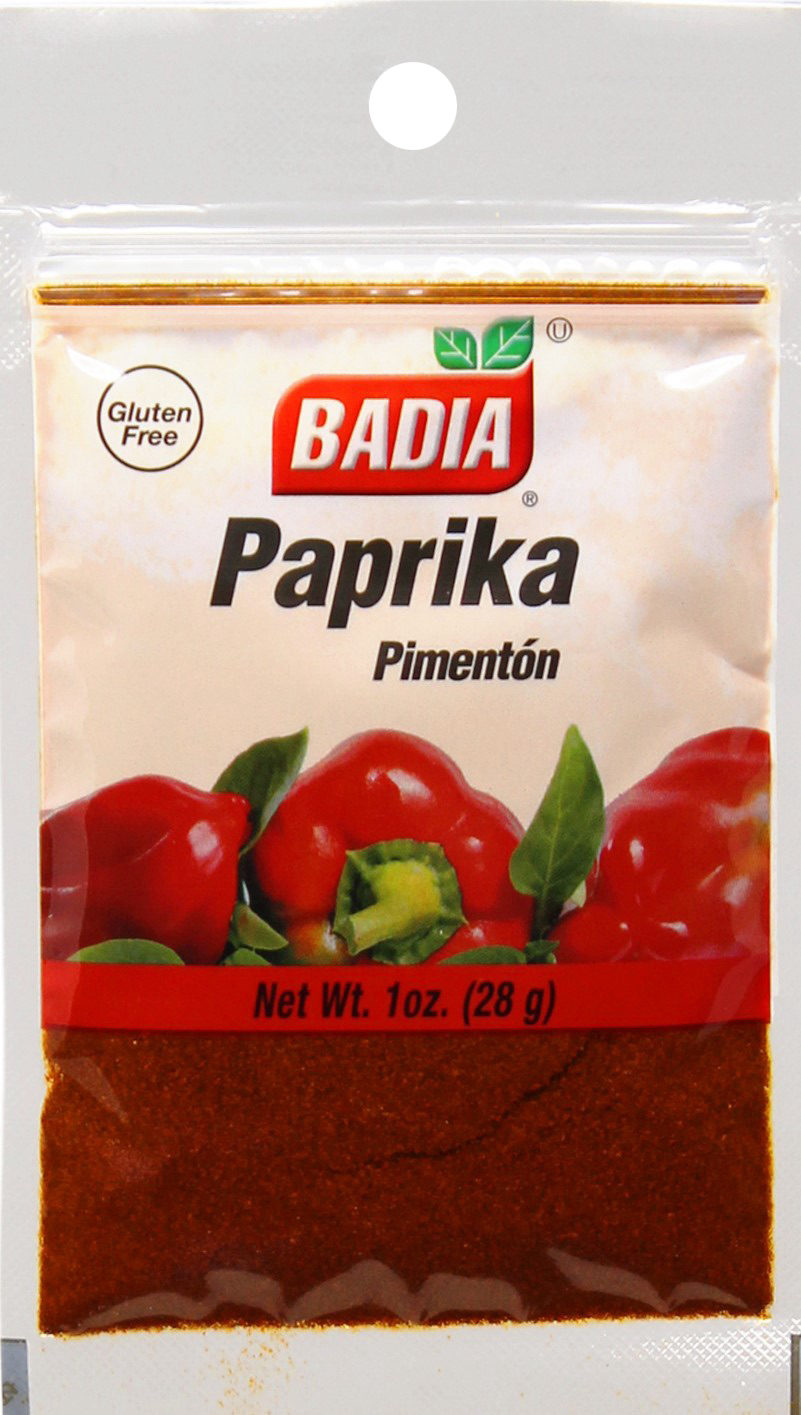 Ⓤ
Gluten
Free
BADIA
®
Paprika
Pimentón
Net Wt. 1oz. (28 g)